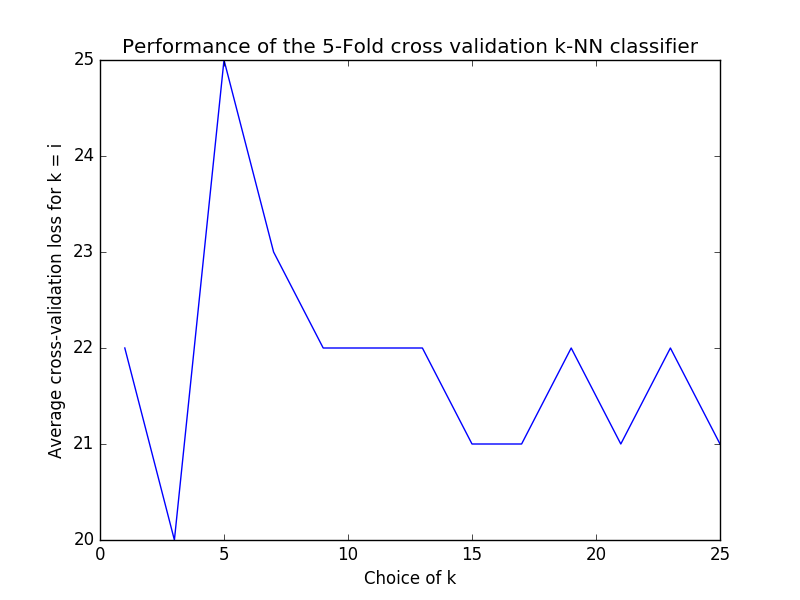 Performance of the 5-Fold cross validation k-NN classifier
Average cross-validation loss for k = i
25
24
23
22
21
20
0 5 10 15 20 25
Choice of k